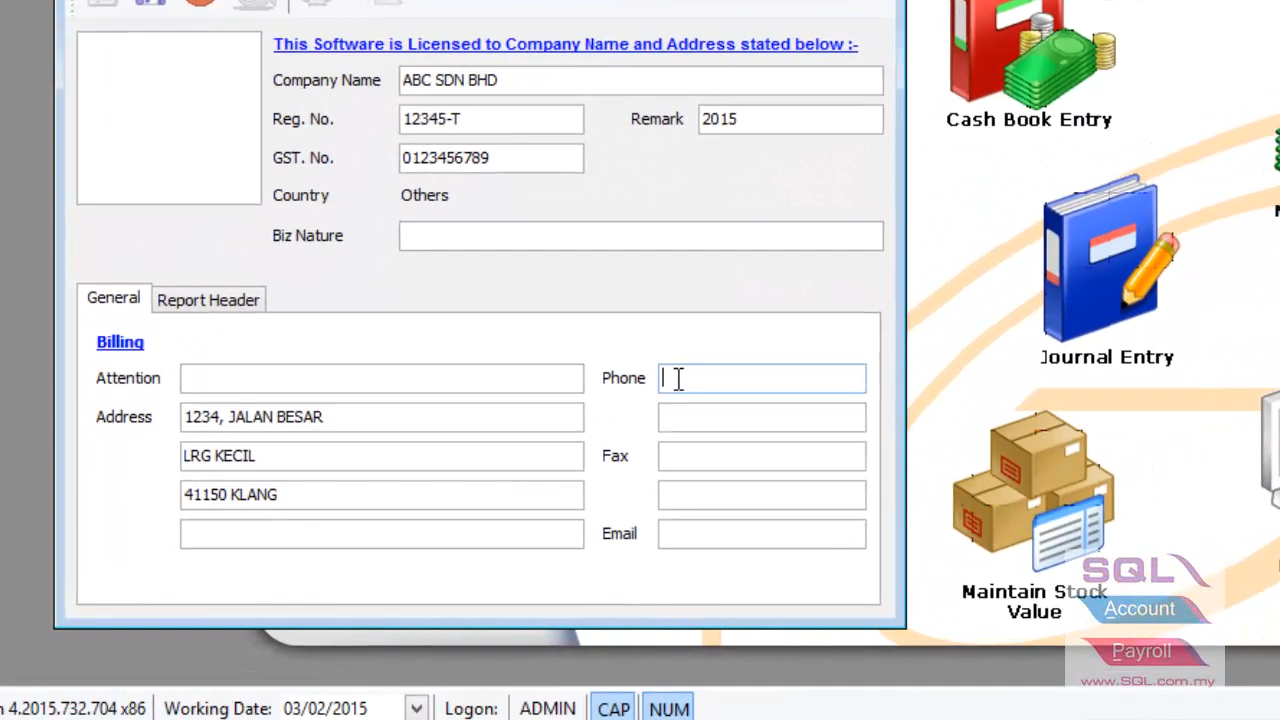 This Software is Licensed to Company Name and Address stated below :-
Company Name ABC SDN BHD
Reg. No. 12345-T Remark 2015
GST. No. 0123456789
Country Others
Biz Nature
General Report Header
Billing
Attention Phone
Address 1234, JALAN BESAR
LRG KECIL Fax
41150 KLANG
Email
Cash Book Entry
Journal Entry
Maintain Stock
Value
SQL
Account
Payroll
www.SQL.com.my
4.2015.732.704 x86 Working Date: 03/02/2015 Logon: ADMIN CAP NUM